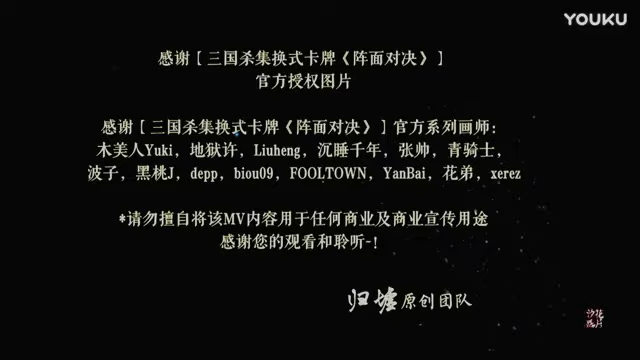 YOUKU
感谢[三国杀集换式卡牌《阵面对决》]
官方授权图片
感谢[三国杀集换式卡牌《阵面对决》]官方系列画师：
木美人Yuki，地狱许，Liuheng，沉睡千年，张帅，青骑士，
波子，黑桃J，depp，biou09，FOOLTOWN，YanBai，花弟，xerez
*请勿擅自将该MV内容用于任何商业及商业宣传用途
感谢您的观看和聆听~！
归墟原创团队